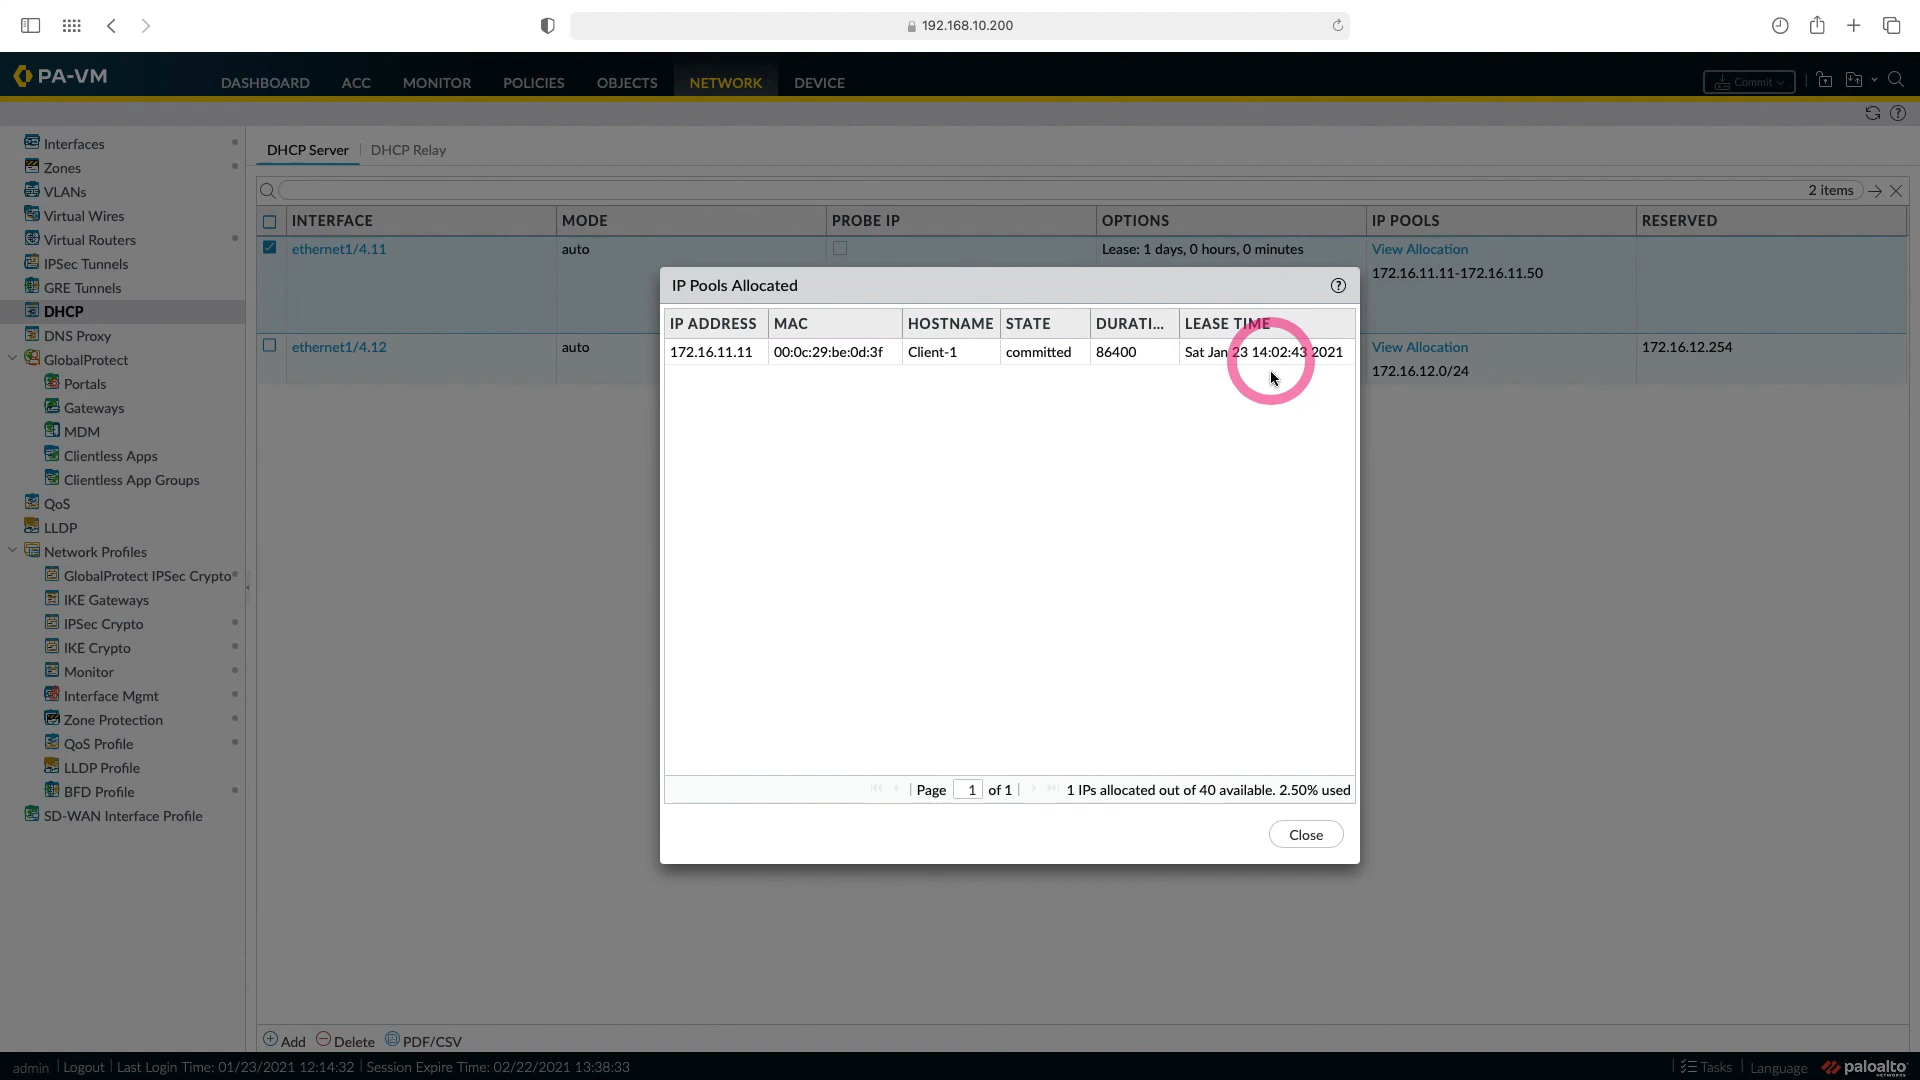 192.168.10.200
PA-VM
DASHBOARD ACC MONITOR POLICIES OBJECTS NETWORK DEVICE
Commit
Interfaces
Zones
VLANs
Virtual Wires
Virtual Routers
IPSec Tunnels
GRE Tunnels
DHCP
DNS Proxy
GlobalProtect
Portals
Gateways
MDM
Clientless Apps
Clientless App Groups
QoS
LLDP
Network Profiles
GlobalProtect IPSec Crypto
IKE Gateways
IPSec Crypto
IKE Crypto
Monitor
Interface Mgmt
Zone Protection
QoS Profile
LLDP Profile
BFD Profile
SD-WAN Interface Profile
DHCP Server DHCP Relay
2 items
INTERFACE MODE PROBE IP OPTIONS IP POOLS RESERVED
ethernet1/4.11 auto Lease: 1 days, 0 hours, 0 minutes View Allocation
172.16.11.11-172.16.11.50
ethernet1/4.12 auto View Allocation 172.16.12.254
172.16.12.0/24
IP Pools Allocated
IP ADDRESS MAC HOSTNAME STATE DURATI... LEASE TIME
172.16.11.11 00:0c:29:be:0d:3f Client-1 committed 86400 Sat Jan 23 14:02:43 2021
Page 1 of 1 1 IPs allocated out of 40 available. 2.50% used
Close
Add Delete PDF/CSV
admin | Logout | Last Login Time: 01/23/2021 12:14:32 | Session Expire Time: 02/22/2021 13:38:33
Tasks | Language paloalto NETWORKS